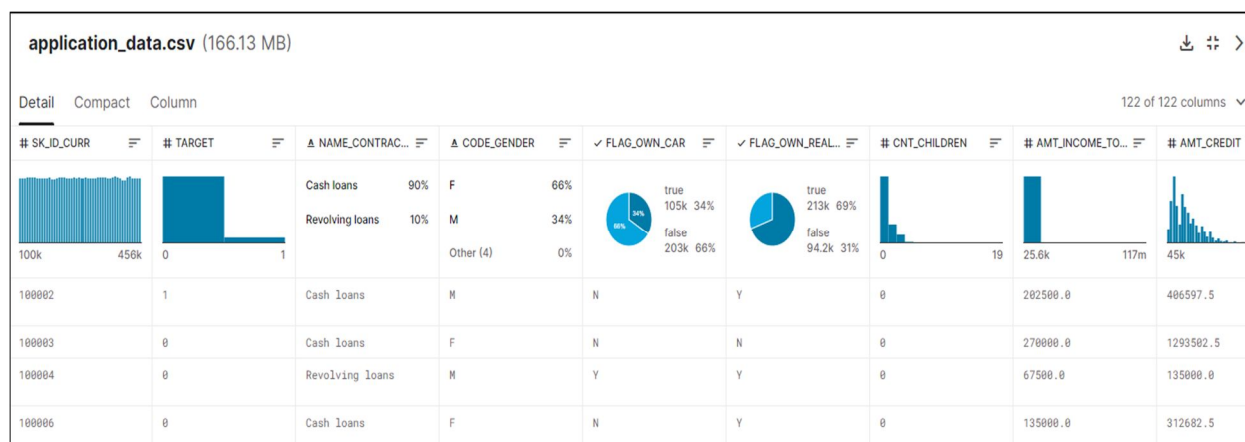 application_data.csv (166.13 MB)
Detail Compact Column 122 of 122 columns
# SK_ID_CURR # TARGET A NAME_CONTRAC... A CODE_GENDER ✓ FLAG_OWN_CAR ✓ FLAG_OWN_REAL... # CNT_CHILDREN # AMT_INCOME_TO... # AMT_CREDIT
Cash loans 90% F 66% true true
34% 105k 34% 213k 69%
Revolving loans 10% M 34% false false
66% 203k 66% 94.2k 31%
Other (4) 0%
100k 456k 0 1 0 19 25.6k 117m 45k
100002 1 Cash loans M N Y 0 202500.0 406597.5
100003 0 Cash loans F N N 0 270000.0 1293502.5
100004 0 Revolving loans M Y Y 0 67500.0 135000.0
100006 0 Cash loans F N Y 0 135000.0 312682.5